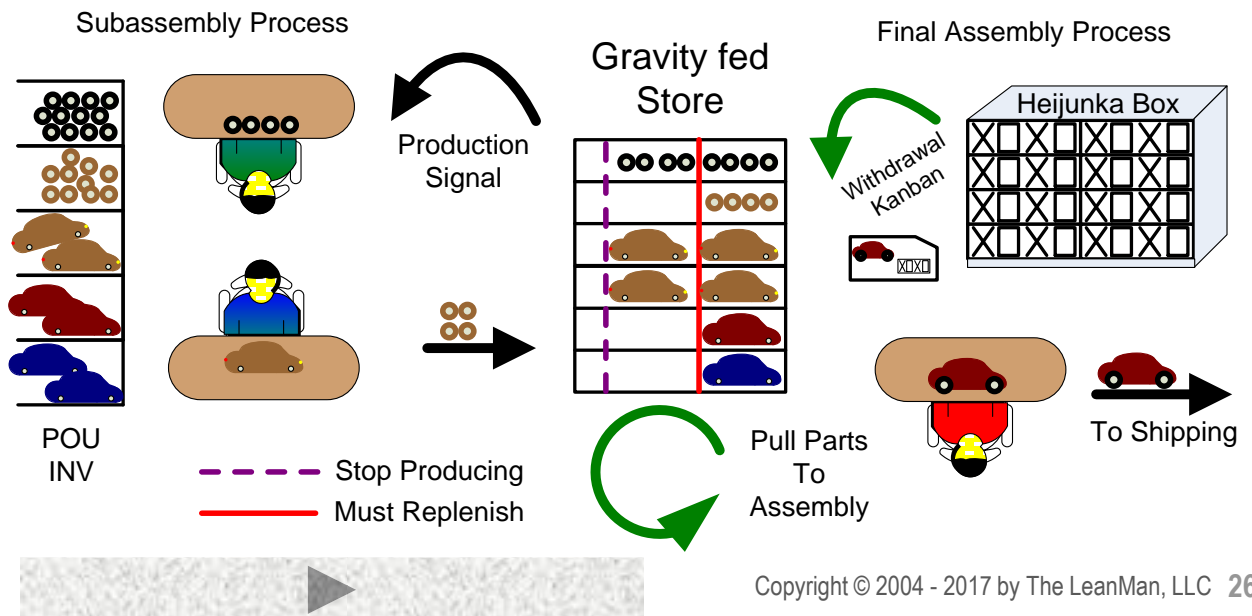 Subassembly Process
Final Assembly Process
Gravity fed
Store
Heijunka Box
Production
Signal
Withdrawal
Kanban
POU
INV
Stop Producing
Must Replenish
Pull Parts
To
Assembly
To Shipping
Copyright © 2004 - 2017 by The LeanMan, LLC 26